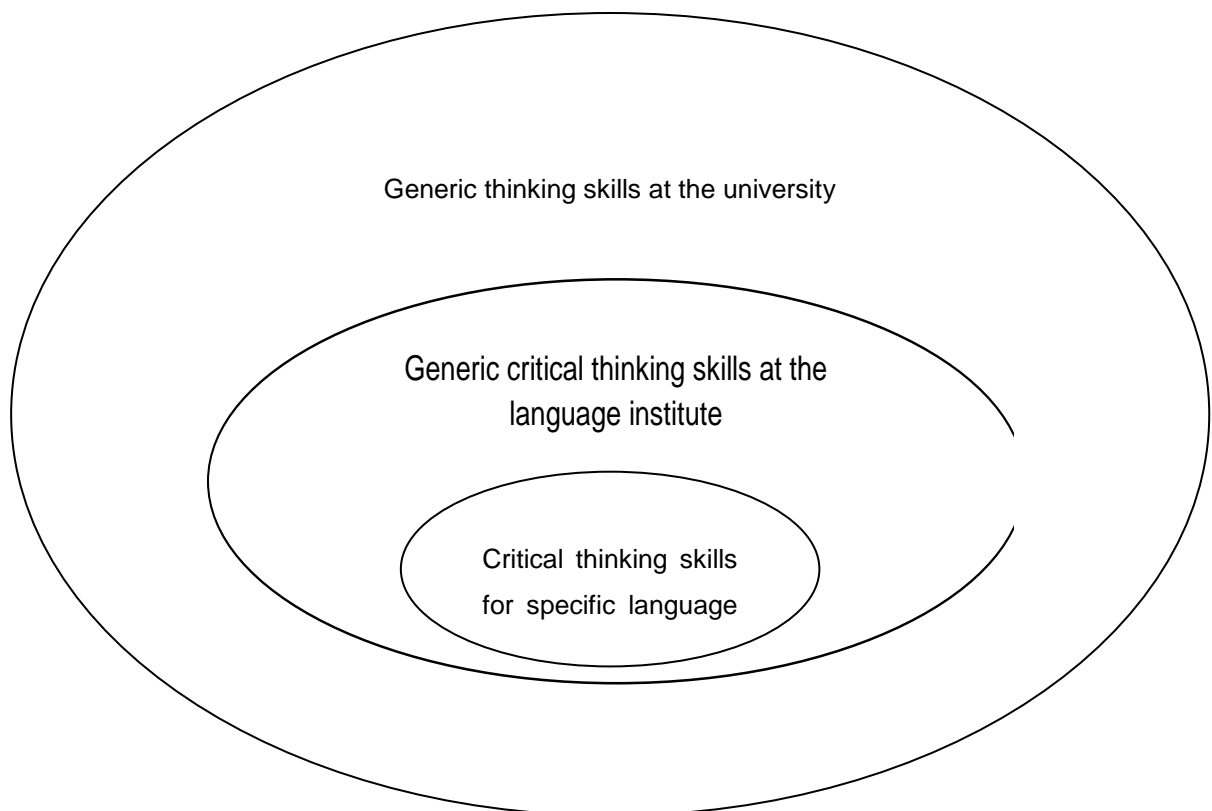 Generic thinking skills at the university
Generic critical thinking skills at the
language institute
Critical thinking skills
for specific language